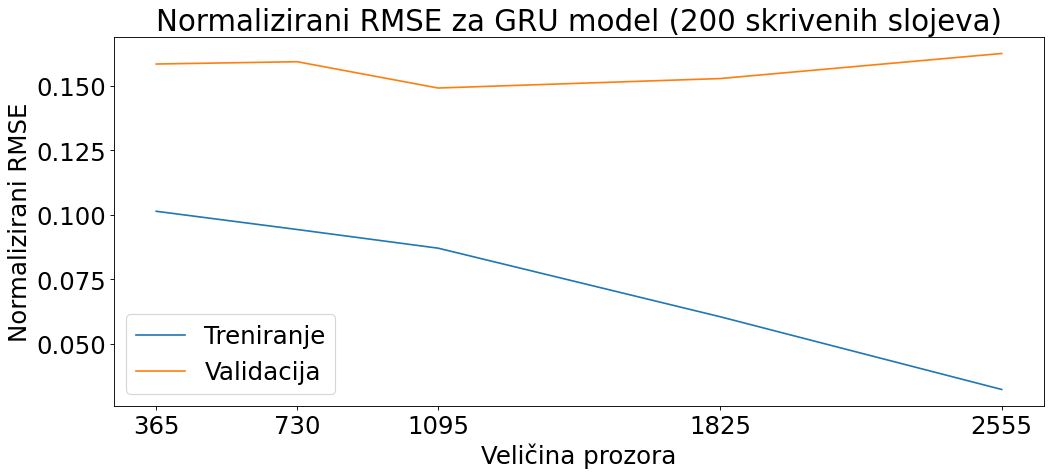 Normalizirani RMSE za GRU model (200 skrivenih slojeva)
Normalizirani RMSE
0.150
0.125
0.100
0.075
0.050
Treniranje
Validacija
365 730 1095 1825 2555
Veličina prozora